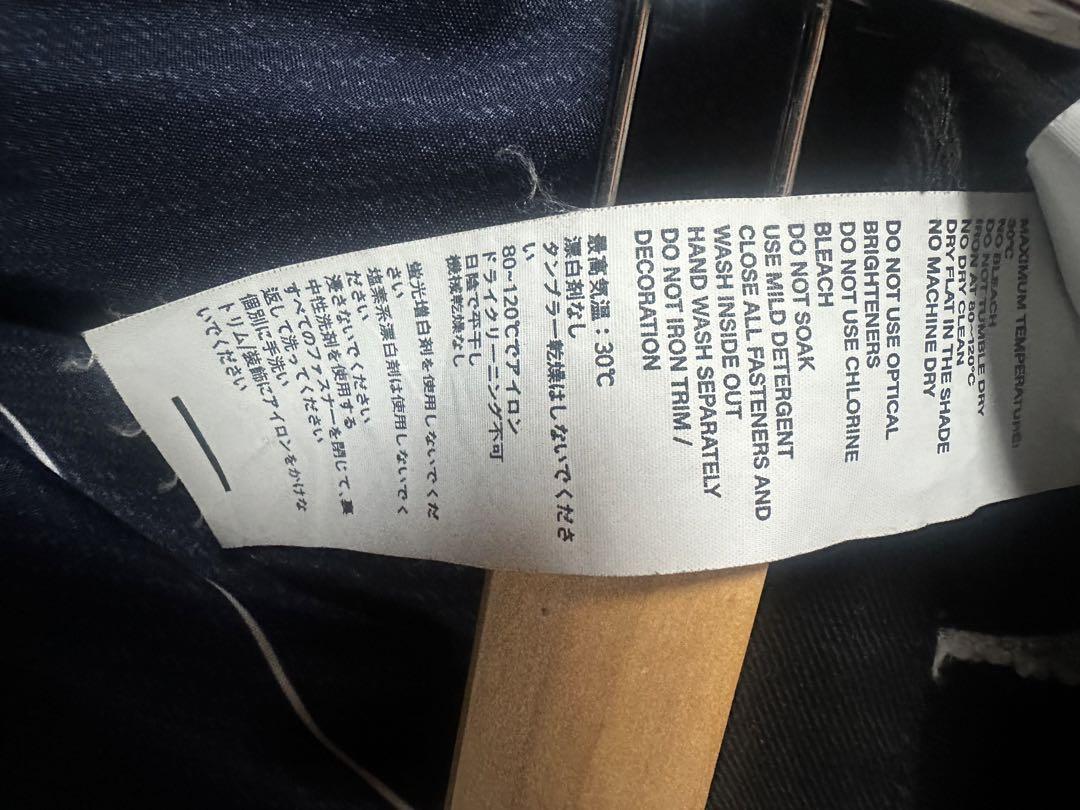 MAXIMUM TEMPERATURE:
30℃
NO BLEACH
DO NOT TUMBLE DRY
IRON AT 80~120℃
NO DRY CLEAN
DRY FLAT IN THE SHADE
NO MACHINE DRY
DO NOT USE OPTICAL
BRIGHTENERS
DO NOT USE CHLORINE
BLEACH
DO NOT SOAK
USE MILD DETERGENT
CLOSE ALL FASTENERS AND
WASH INSIDE OUT
HAND WASH SEPARATELY
DO NOT IRON TRIM /
DECORATION
最高気温：30℃
漂白剤なし
タンブラー乾燥はしないでくださ
い
80~120℃でアイロン
ドライクリーニング不可
日陰で平干し
機械乾燥なし
蛍光増白剤を使用しないでくだ
さい
塩素系漂白剤は使用しないでく
ださい
浸さないでください
中性洗剤を使用する
すべてのファスナーを閉じて、裏
返して洗ってください
個別に手洗い
トリム/装飾にアイロンをかけな
いでください